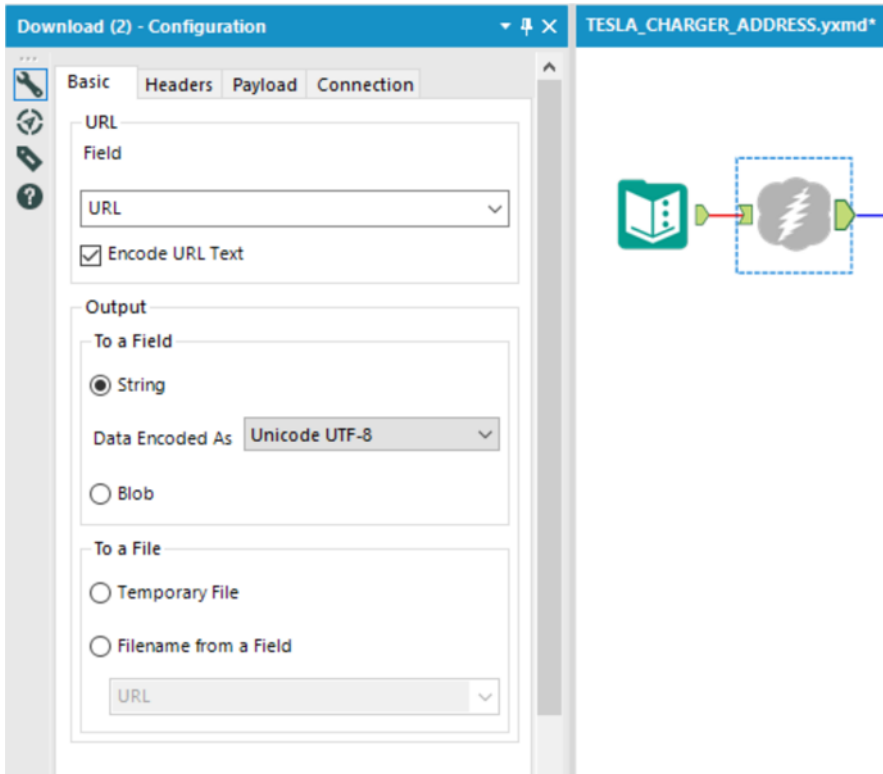 Download (2) - Configuration
TESLA_CHARGER_ADDRESS.yxmd*
Basic Headers Payload Connection
URL
Field
URL
Encode URL Text
Output
To a Field
String
Data Encoded As Unicode UTF-8
Blob
To a File
Temporary File
Filename from a Field
URL